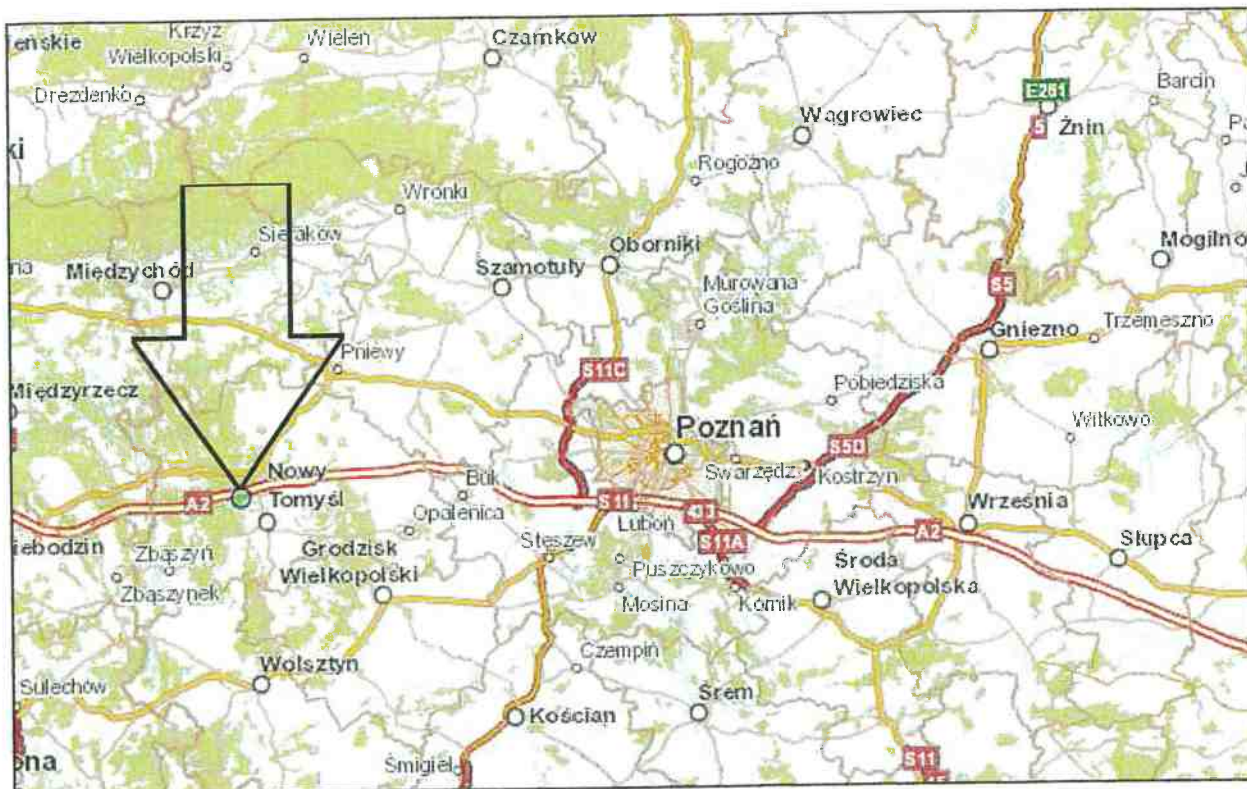 Krzyż
Wielkopolski
Wieleń
Czarnków
Drezdenko
E261
5
Żnin
Barcin
Wągrowiec
Rogoźno
Wronki
Sieraków
Międzychód
Szamotuły
Oborniki
Murowana
Goślina
Mogilno
S5
Gniezno
Trzemeszno
Pniewy
S11C
Pobiedziska
Międzyrzecz
Poznań
S5D
Witkowo
Swarzędz
Kostrzyn
Nowy
Tomyśl
A2
Buk
Opalenica
S11
Luboń
S11A
A2
Września
Słupca
Zbąszyń
Zbąszynek
Grodzisk
Wielkopolski
Stęszew
Puszczykowo
Mosina
Kórnik
Środa
Wielkopolska
Wolsztyn
Czempiń
Sulechów
Kościan
Śrem
Śmigiel
S11